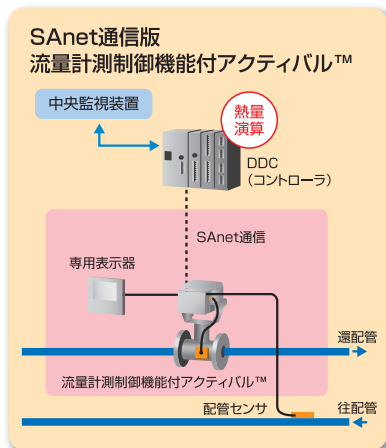 SAnet通信版
流量計測制御機能付アクティバル™
中央監視装置
熱量
演算
DDC
（コントローラ）
SAnet通信
専用表示器
還配管
流量計測制御機能付アクティバル™
配管センサ
往配管